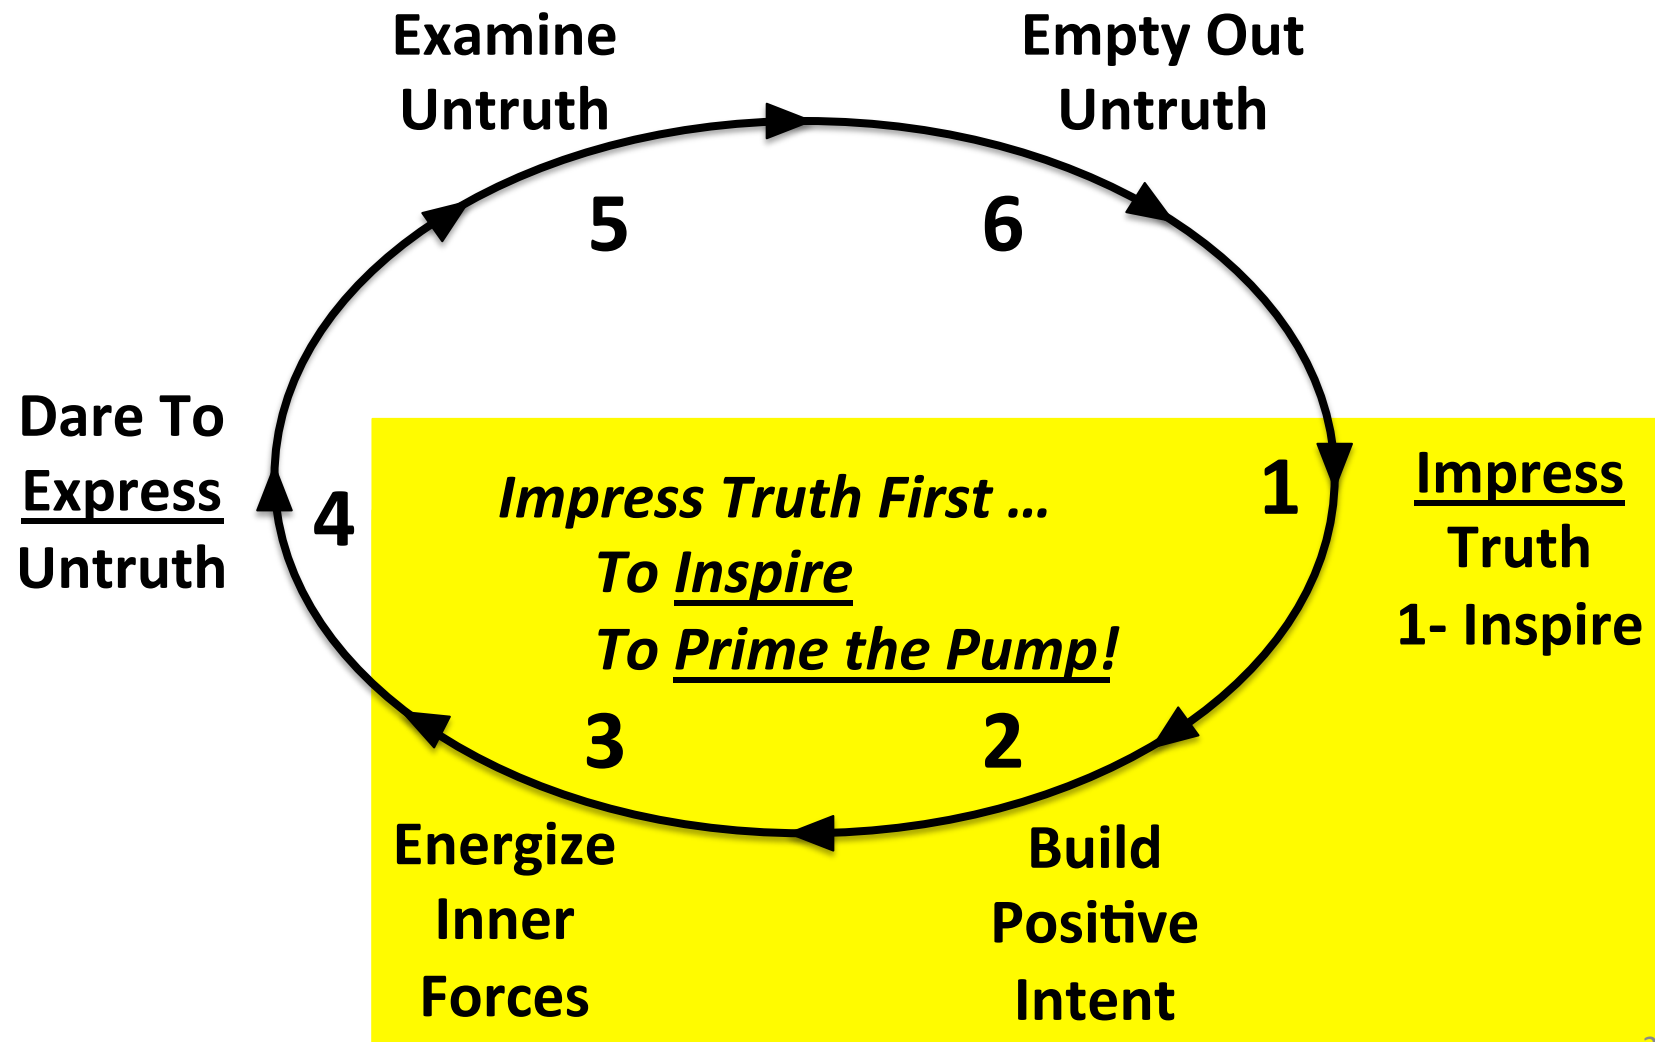 Examine
Untruth
Empty Out
Untruth
5
6
Dare To
Express
Untruth
4
Impress Truth First ...
To Inspire
To Prime the Pump!
1
Impress
Truth
1- Inspire
3
2
Energize
Inner
Forces
Build
Positive
Intent